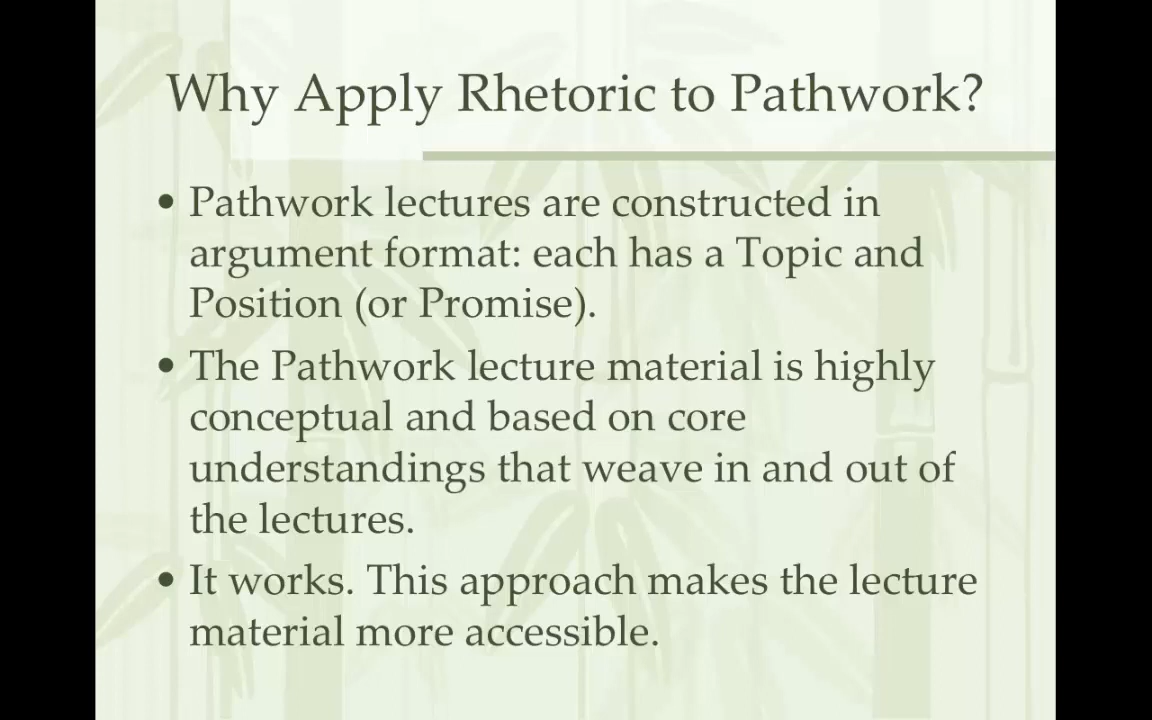 Why Apply Rhetoric to Pathwork?
• Pathwork lectures are constructed in
argument format: each has a Topic and
Position (or Promise).
• The Pathwork lecture material is highly
conceptual and based on core
understandings that weave in and out of
the lectures.
• It works. This approach makes the lecture
material more accessible.